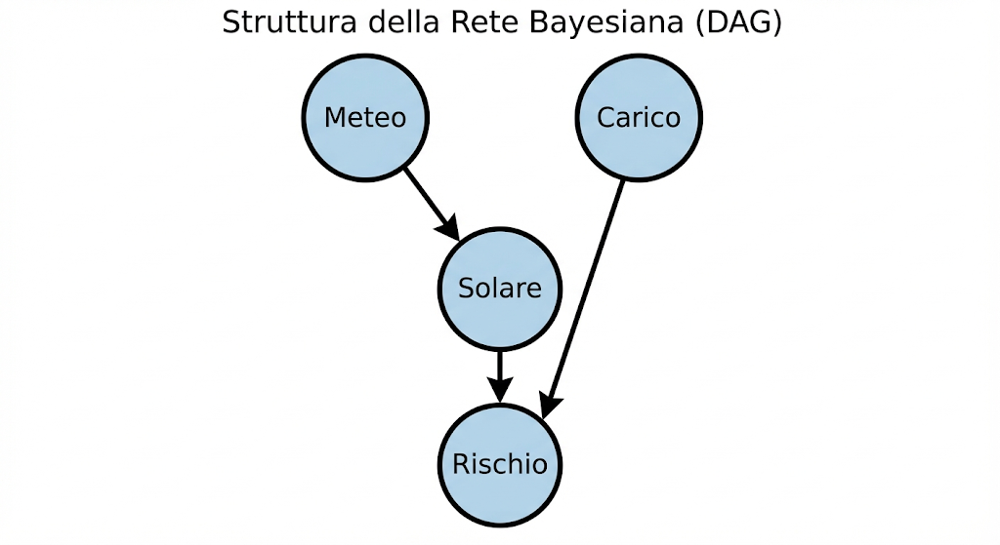 Struttura della Rete Bayesiana (DAG)
Meteo
Carico
Solare
Rischio